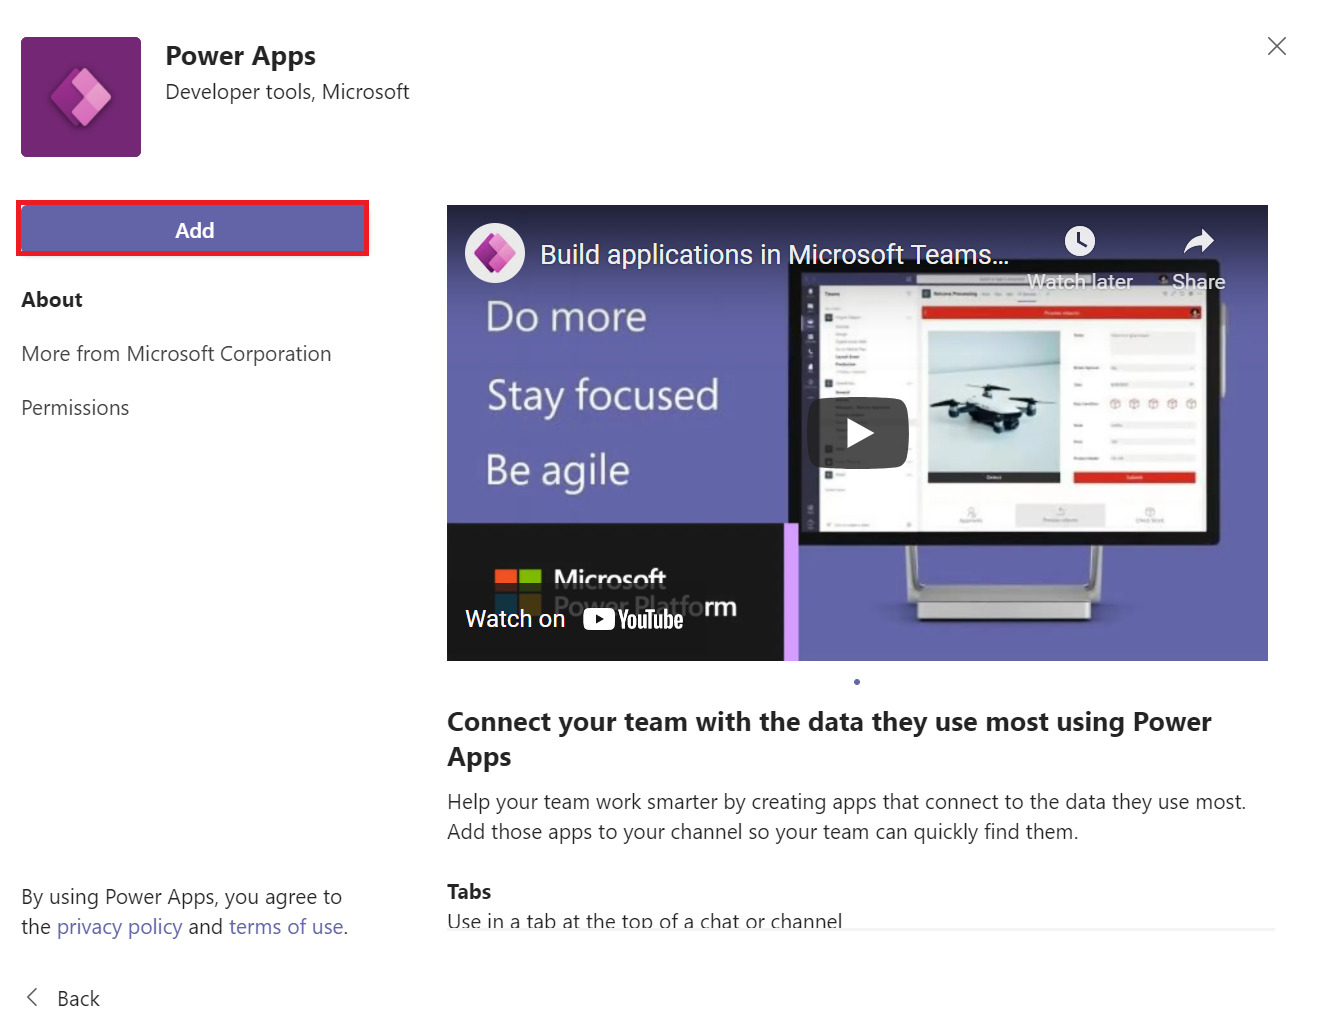 Power Apps
Developer tools, Microsoft
Add
About
More from Microsoft Corporation
Permissions
Build applications in Microsoft Teams...
Watch later
Share
Do more
Stay focused
Be agile
Microsoft
Power Platform
Watch on YouTube
Teams
Submit
Connect your team with the data they use most using Power
Apps
Help your team work smarter by creating apps that connect to the data they use most.
Add those apps to your channel so your team can quickly find them.
Tabs
Use in a tab at the top of a chat or channel
By using Power Apps, you agree to
the privacy policy and terms of use.
Back